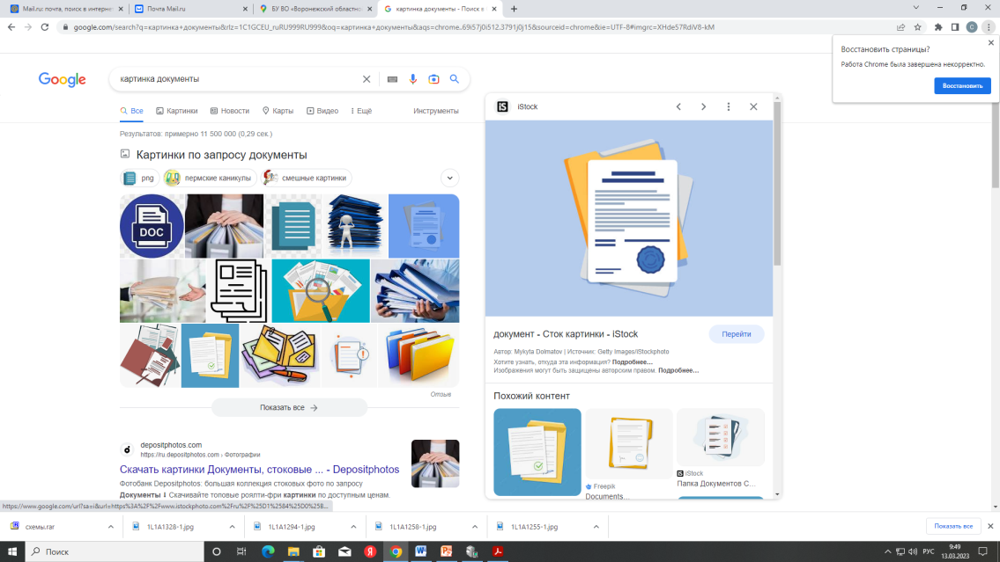 Mail.ru: почта, поиск в интерне
Почта Mail.ru
БУ ВО «Воронежский областно
картинка документы - Поиск в
google.com/search?q=картинка+документы&rlz=1C1GCEU_ruRU999RU999&oq=картинка+документы&aqs=chrome..69i57j0i512.3791j0j15&sourceid=chrome&ie=UTF-8#imgrc=XHde57RdiV8-kM
Восстановить страницы?
Работа Chrome была завершена некорректно.
Восстановить
Google
картинка документы
Все
Картинки
Новости
Карты
Видео
Ещё
Инструменты
Результатов: примерно 11 500 000 (0,29 сек.)
Картинки по запросу документы
png
пермские каникулы
смешные картинки
DOC
Отзыв
Показать все
depositphotos.com
https://ru.depositphotos.com › Фотографии
Скачать картинки Документы, стоковые ... - Depositphotos
Фотобанк Depositphotos: большая коллекция стоковых фото по запросу
Документы ⬇ Скачивайте топовые роялти-фри картинки по доступным ценам.
iS
iStock
документ - Сток картинки - iStock
Перейти
Автор: Mykyta Dolmatov | Источник: Getty Images/iStockphoto
Хотите узнать, откуда эта информация? Подробнее...
Изображения могут быть защищены авторским правом. Подробнее...
Похожий контент
Freepik
Documents...
iStock
Папка Документов С...
https://www.google.com/url?sa=i&url=https%3A%2F%2Fwww.istockphoto.com%2Fru%2F%25D1%2584%25D0%258...
схемы.rar
1L1A1328-1.jpg
1L1A1294-1.jpg
1L1A1258-1.jpg
1L1A1255-1.jpg
Показать все
Поиск
РУС
9:49
13.03.2023